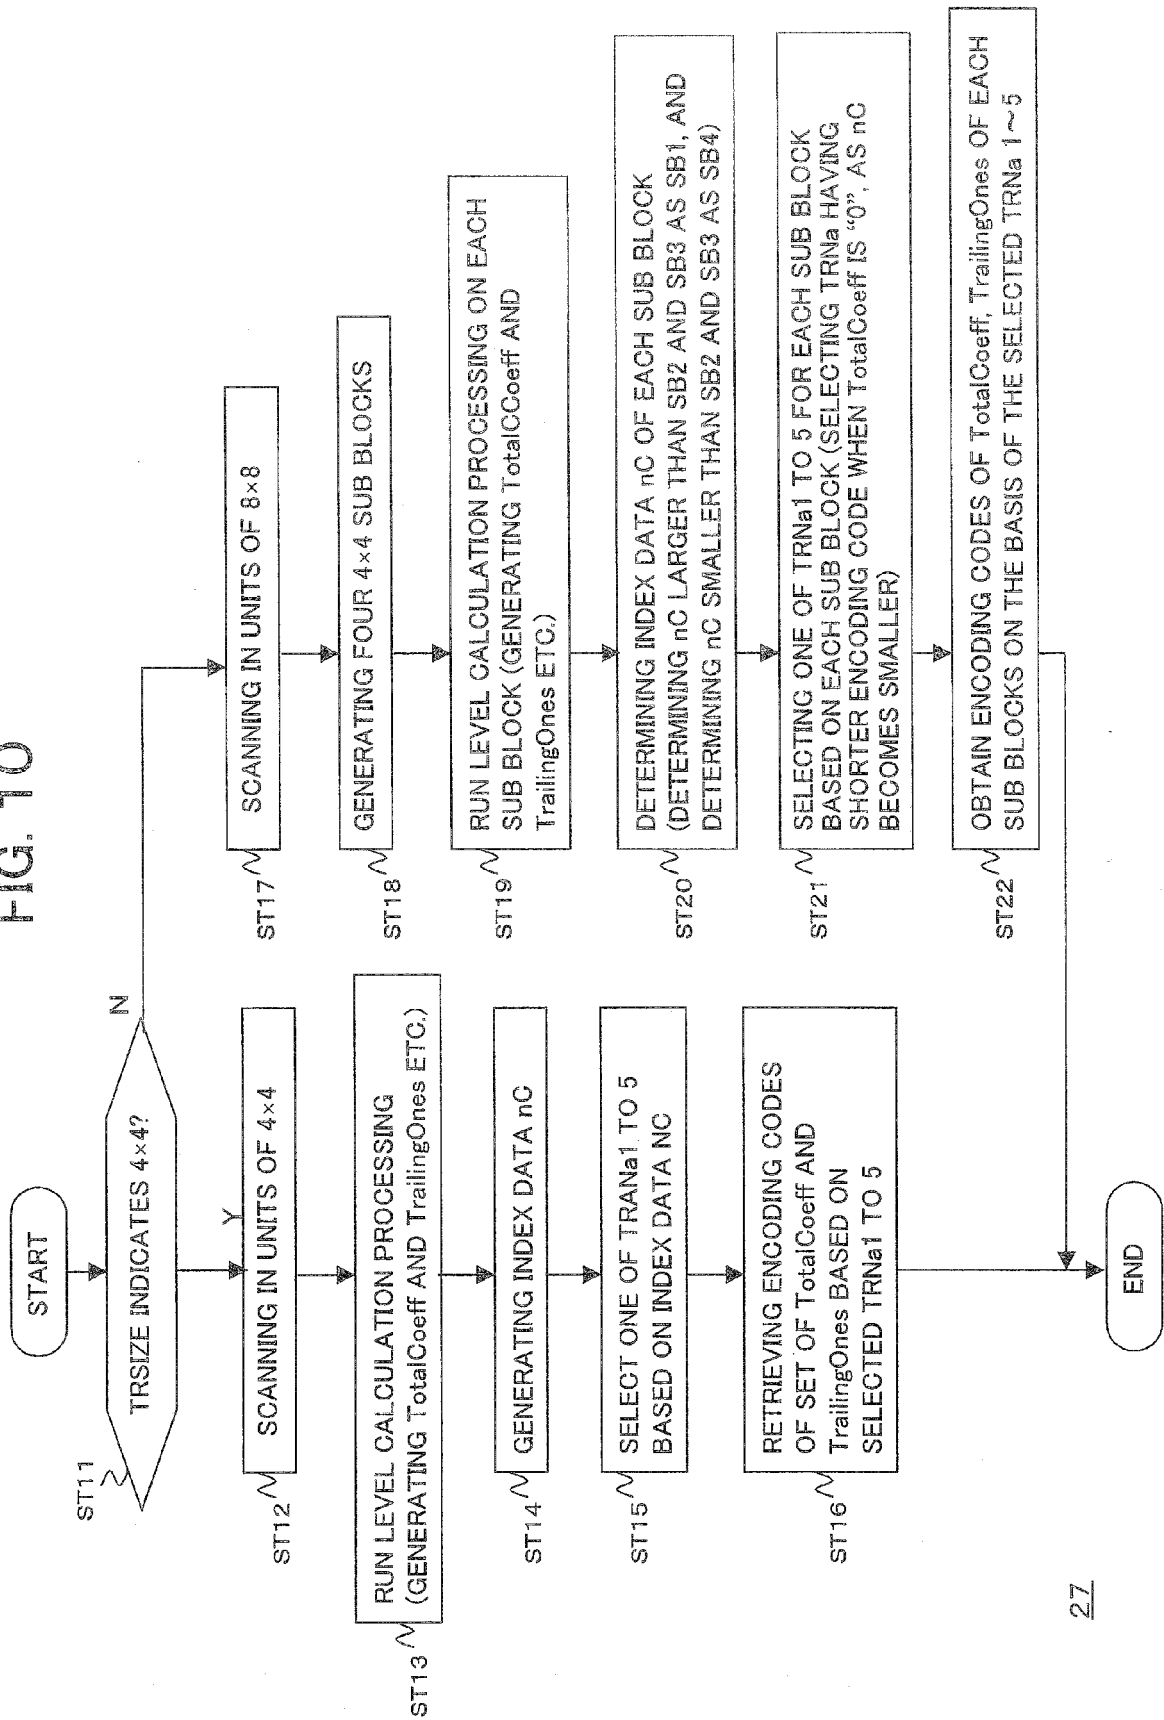 FIG. 10
START
ST11
TRSIZE INDICATES 4×4?
Y
N
ST12
SCANNING IN UNITS OF 4×4
ST13
RUN LEVEL CALCULATION PROCESSING
(GENERATING TotalCoeff AND TrailingOnes ETC.)
ST14
GENERATING INDEX DATA nC
ST15
SELECT ONE OF TRANa1 TO 5
BASED ON INDEX DATA NC
ST16
RETRIEVING ENCODING CODES
OF SET OF TotalCoeff AND
TrailingOnes BASED ON
SELECTED TRNa1 TO 5
ST17
SCANNING IN UNITS OF 8×8
ST18
GENERATING FOUR 4×4 SUB BLOCKS
ST19
RUN LEVEL CALCULATION PROCESSING ON EACH
SUB BLOCK (GENERATING TotalCCoeff AND
TrailingOnes ETC.)
ST20
DETERMINING INDEX DATA nC OF EACH SUB BLOCK
(DETERMINING nC LARGER THAN SB2 AND SB3 AS SB1, AND
DETERMINING nC SMALLER THAN SB2 AND SB3 AS SB4)
ST21
SELECTING ONE OF TRNa1 TO 5 FOR EACH SUB BLOCK
BASED ON EACH SUB BLOCK (SELECTING TRNa HAVING
SHORTER ENCODING CODE WHEN TotalCoeff IS “0”, AS nC
BECOMES SMALLER)
ST22
OBTAIN ENCODING CODES OF TotalCoeff, TrailingOnes OF EACH
SUB BLOCKS ON THE BASIS OF THE SELECTED TRNa 1~5
END
27